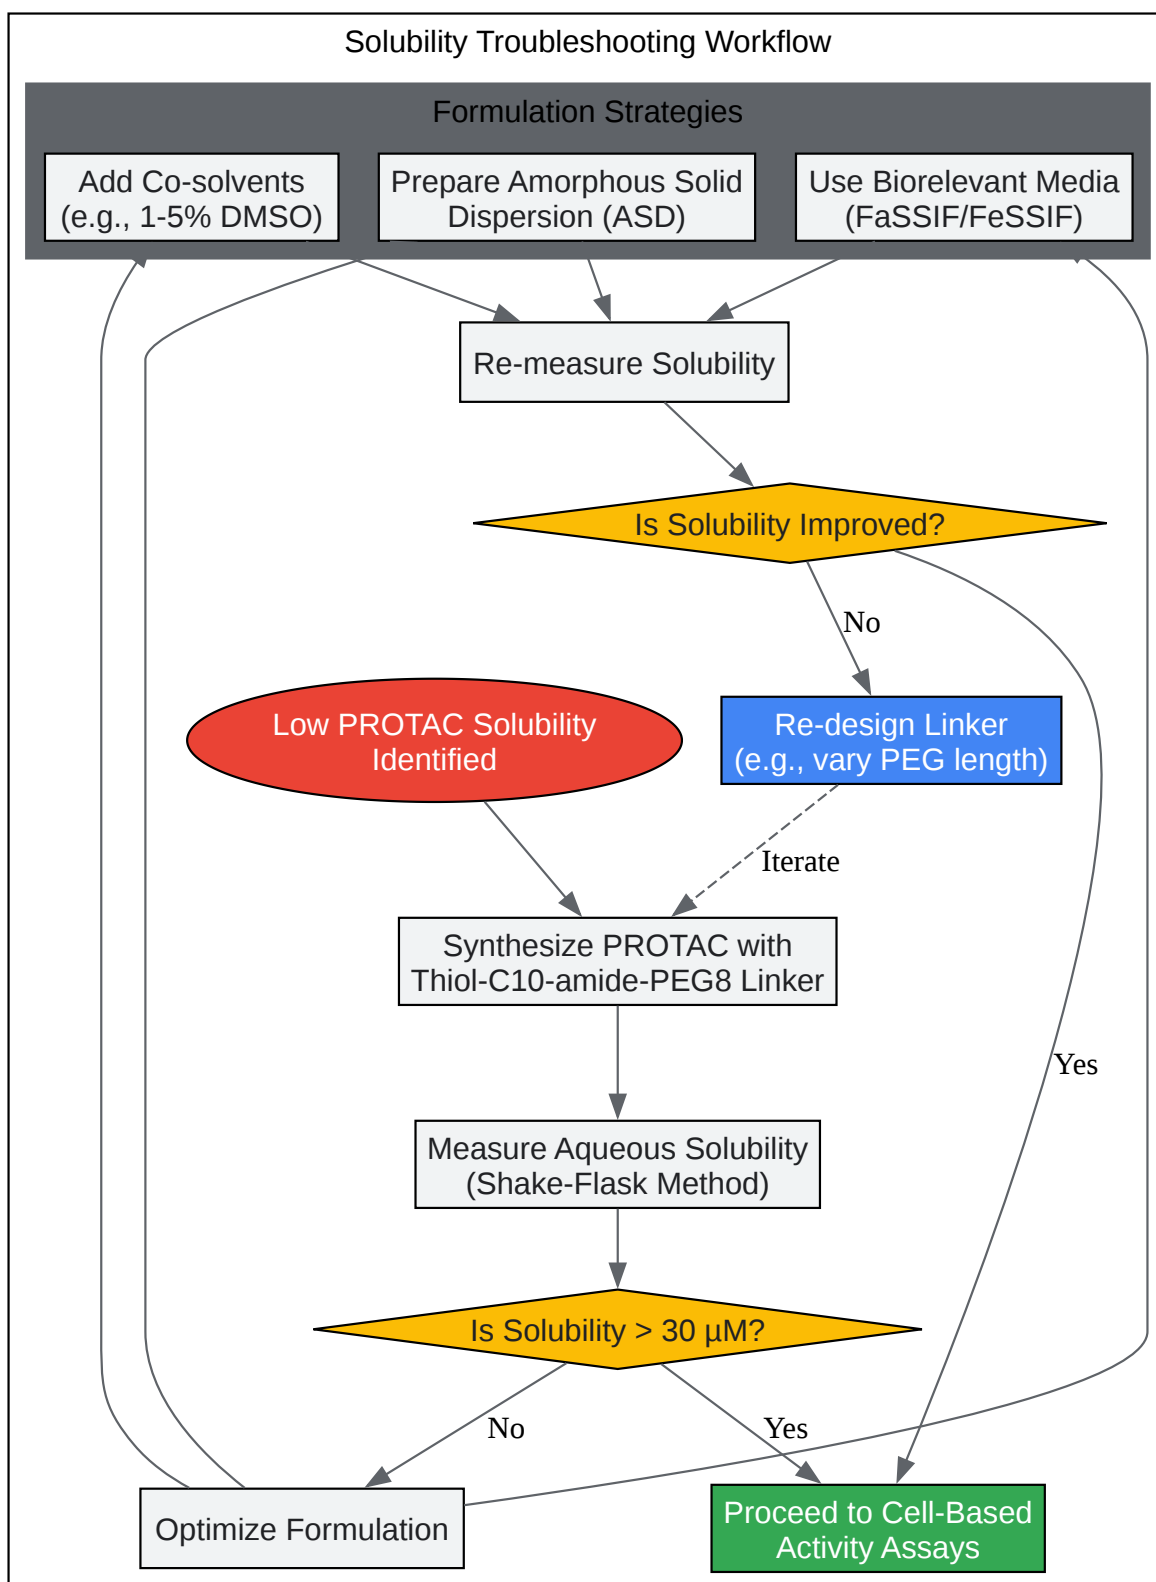 Solubility Troubleshooting Workflow
Formulation Strategies
Add Co-solvents
(e.g., 1-5% DMSO)
Prepare Amorphous Solid
Dispersion (ASD)
Use Biorelevant Media
(FaSSIF/FeSSIF)
Re-measure Solubility
Is Solubility Improved?
No
Low PROTAC Solubility
Identified
Re-design Linker
(e.g., vary PEG length)
Iterate
Synthesize PROTAC with
Thiol-C10-amide-PEG8 Linker
Yes
Measure Aqueous Solubility
(Shake-Flask Method)
Is Solubility > 30 µM?
No
Yes
Optimize Formulation
Proceed to Cell-Based
Activity Assays